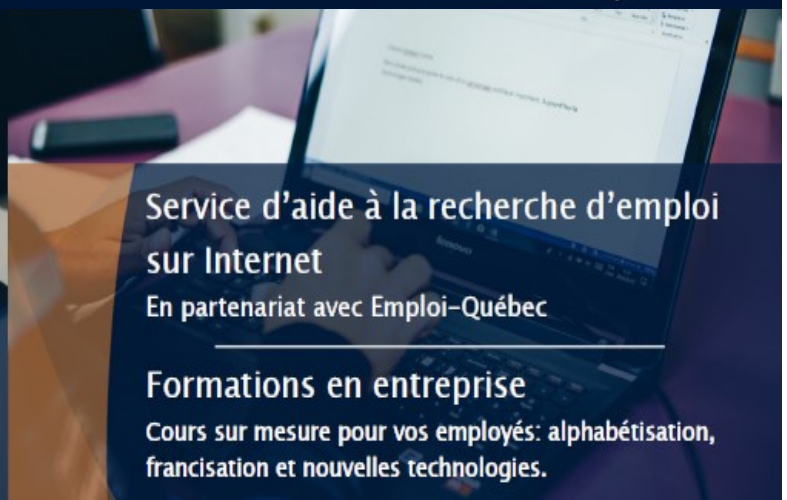 Service d'aide à la recherche d'emploi
sur Internet
En partenariat avec Emploi-Québec
Formations en entreprise
Cours sur mesure pour vos employés: alphabétisation,
francisation et nouvelles technologies.
lenovo